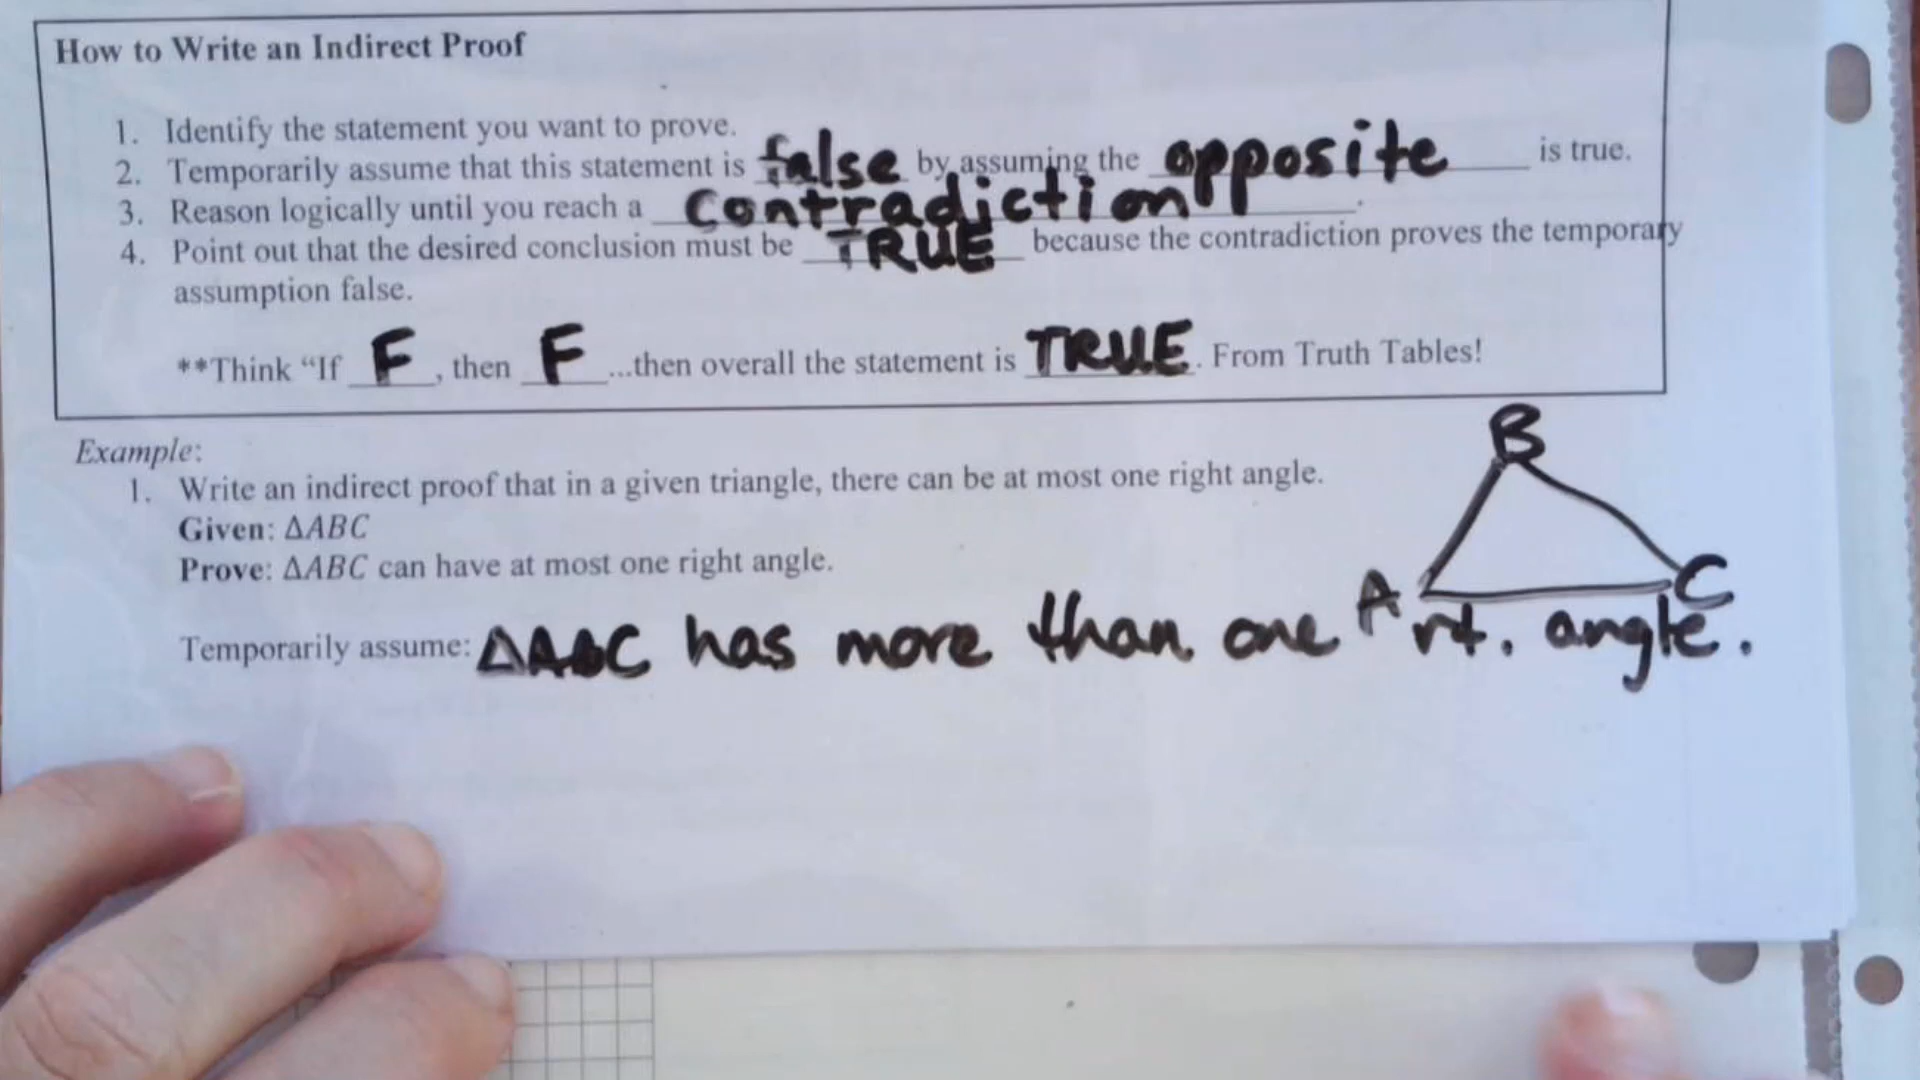 How to Write an Indirect Proof
1. Identify the statement you want to prove.
2. Temporarily assume that this statement is false by assuming the opposite is true.
3. Reason logically until you reach a contradiction.
4. Point out that the desired conclusion must be TRUE because the contradiction proves the temporary
assumption false.
**Think “If F, then F...then overall the statement is TRUE. From Truth Tables!
B
Example:
1. Write an indirect proof that in a given triangle, there can be at most one right angle.
Given: ΔABC
Prove: ΔABC can have at most one right angle.
A C
Temporarily assume: ΔABC has more than one rt. angle.